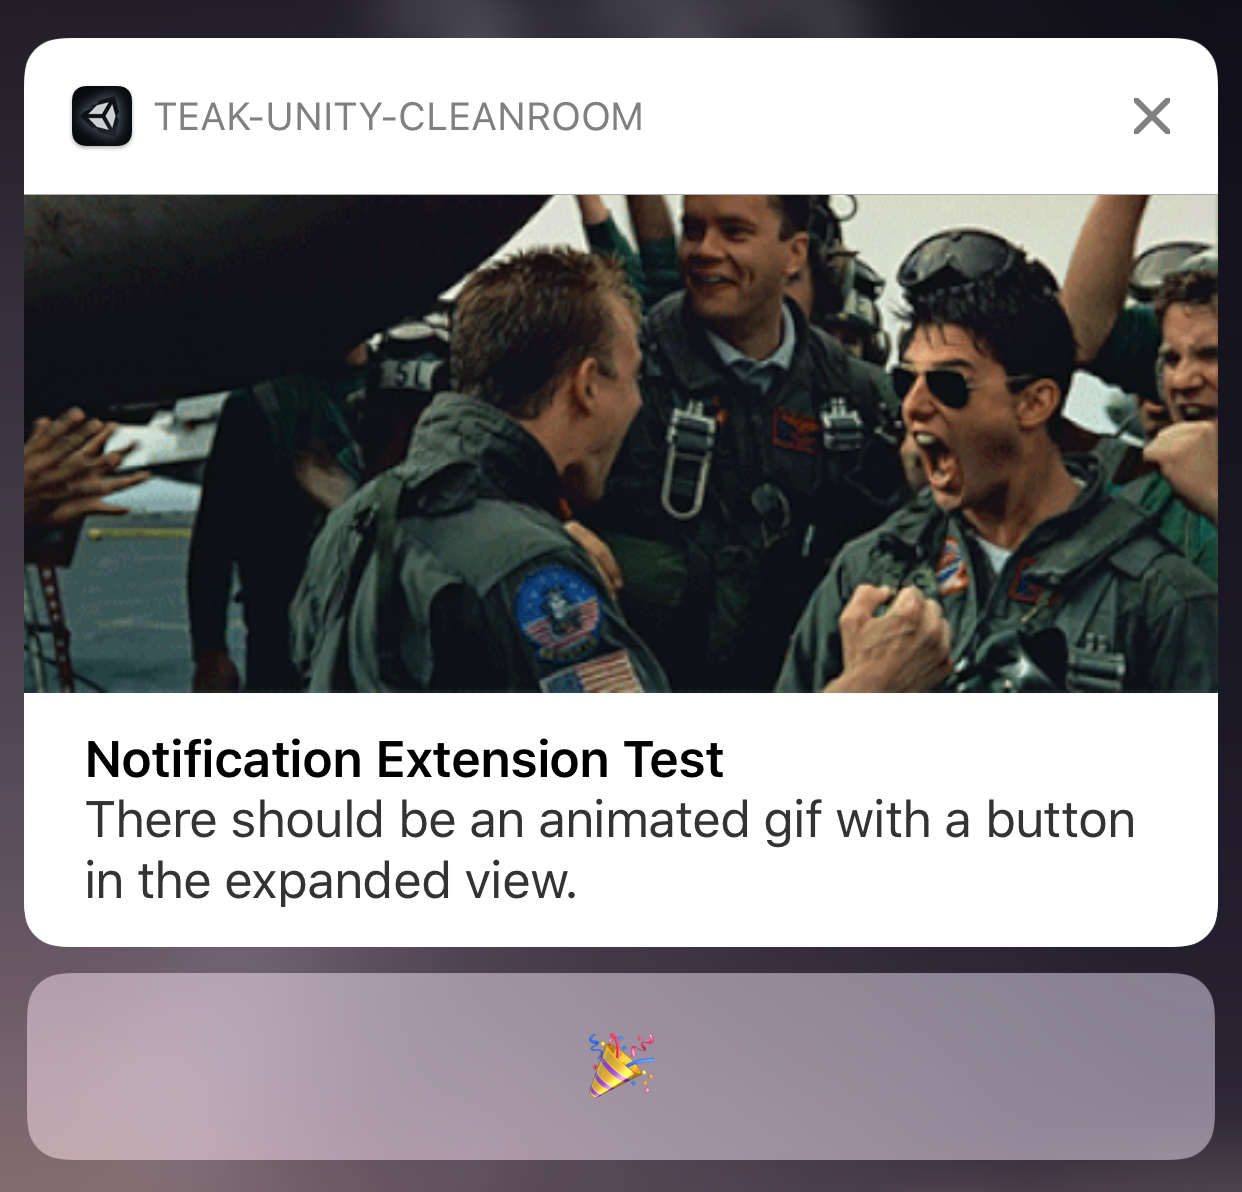 TEAK-UNITY-CLEANROOM
Notification Extension Test
There should be an animated gif with a button
in the expanded view.